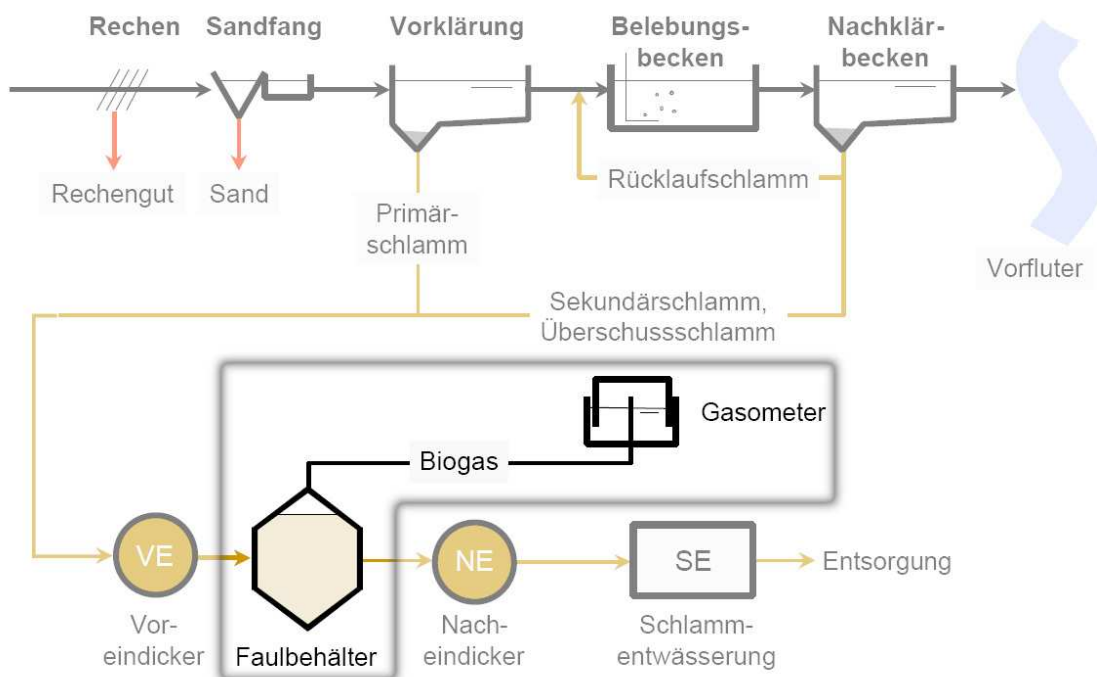 Rechen
Sandfang
Vorklärung
Belebungs-
becken
Nachklär-
becken
Rechengut
Sand
Primär-
schlamm
Rücklaufschlamm
Vorfluter
Sekundärschlamm,
Überschussschlamm
Gasometer
Biogas
VE
NE
SE
Entsorgung
Vor-
eindicker
Faulbehälter
Nach-
eindicker
Schlamm-
entwässerung